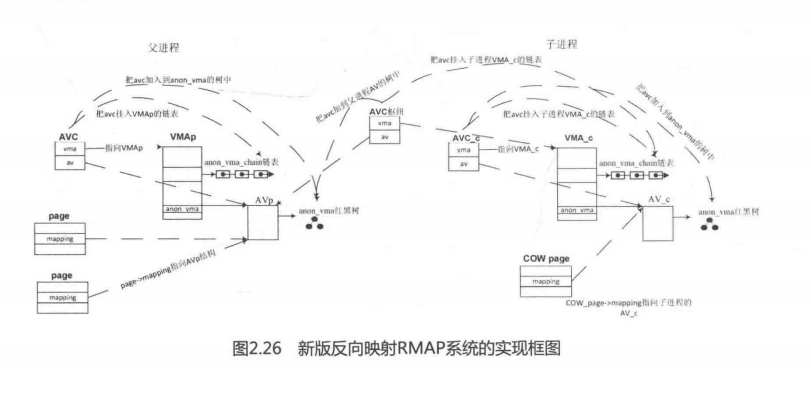 父进程
子进程
把avc加入到anon_vma的树中
把avc挂入VMAp的链表
AVC
vma
av
指向VMAp
VMAp
anon_vma
anon_vma_chain链表
AVp
anon_vma红黑树
page
mapping
page
mapping
page->mapping指向AVp结构
把avc加到父进程AV的树中
把avc挂入子进程VMA_c的链表
AVC枢纽
vma
av
把avc加入到anon_vma的树中
把avc挂入子进程VMA_c的链表
AVC_c
vma
av
指向VMA_c
VMA_c
anon_vma
anon_vma_chain链表
AV_c
anon_vma红黑树
COW page
mapping
COW_page->mapping指向子进程的
AV_c
图2.26 新版反向映射RMAP系统的实现框图